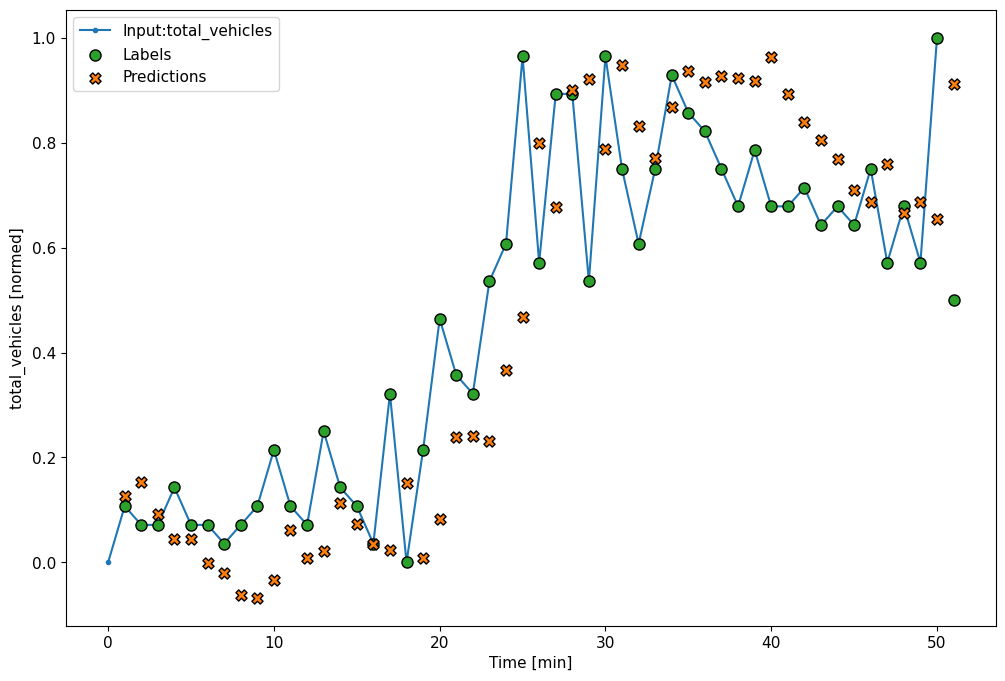 Input:total_vehicles
Labels
Predictions
total_vehicles [normed]
1.0
0.8
0.6
0.4
0.2
0.0
0 10 20 30 40 50
Time [min]